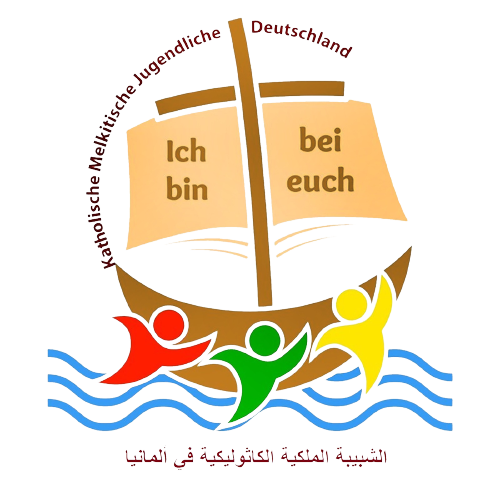 Katholische Melkitische Jugendliche Deutschland
Ich bin
bei euch
الشبيبة الملكية الكاثوليكية في ألمانيا